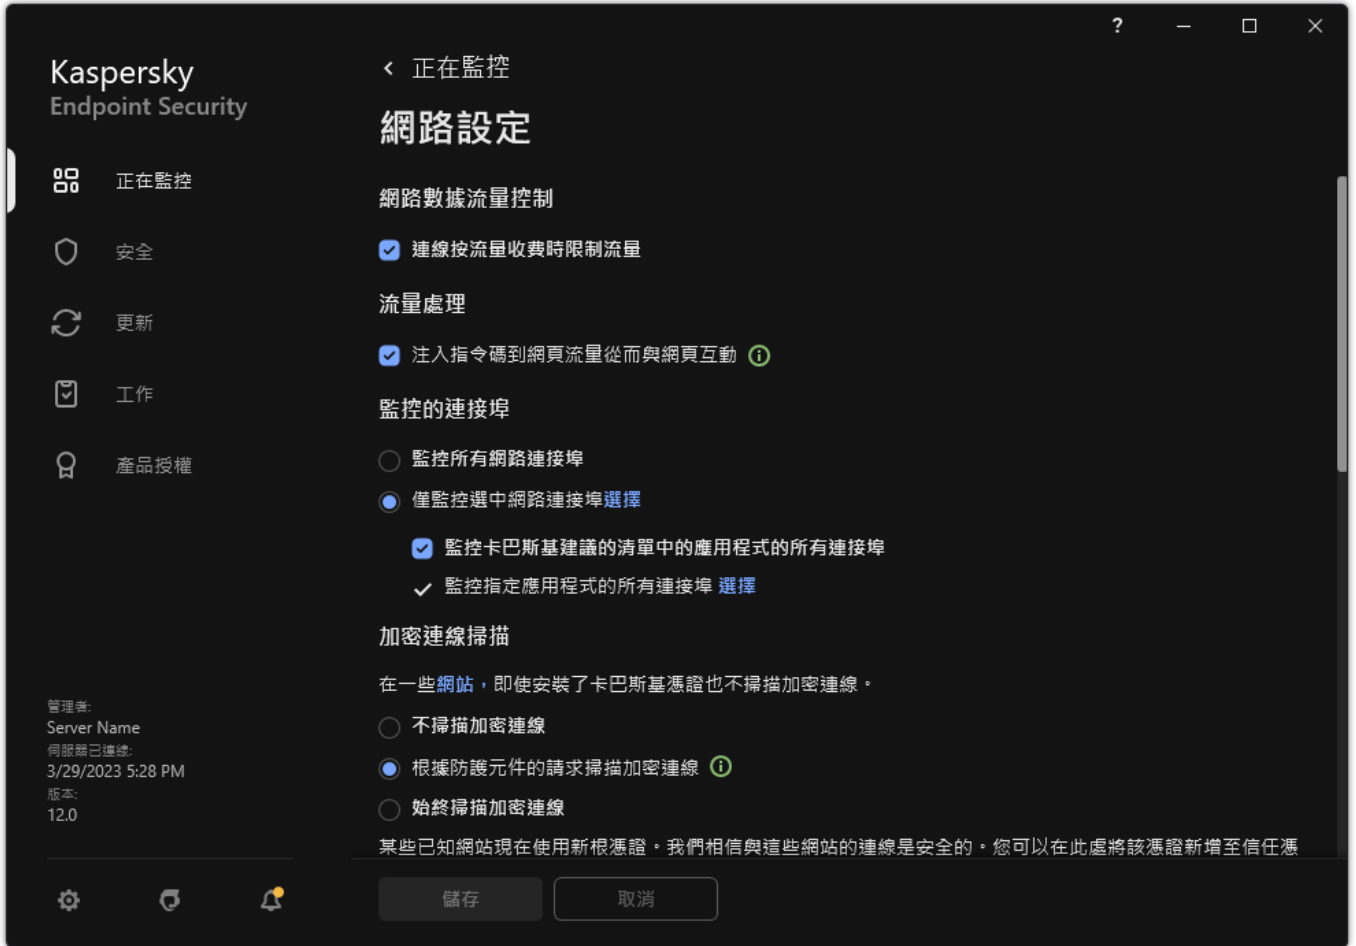 Kaspersky
Endpoint Security
正在監控
安全
更新
工作
產品授權
管理者:
Server Name
伺服器已連線:
3/29/2023 5:28 PM
版本:
12.0
正在監控
網路設定
網路數據流量控制
連線按流量收費時限制流量
流量處理
注入指令碼到網頁流量從而與網頁互動
監控的連接埠
監控所有網路連接埠
僅監控選中網路連接埠選擇
監控卡巴斯基建議的清單中的應用程式的所有連接埠
監控指定應用程式的所有連接埠 選擇
加密連線掃描
在一些網站，即使安裝了卡巴斯基憑證也不掃描加密連線。
不掃描加密連線
根據防護元件的請求掃描加密連線
始終掃描加密連線
某些已知網站現在使用新根憑證。我們相信與這些網站的連線是安全的。您可以在此處將該憑證新增至信任憑
儲存
取消